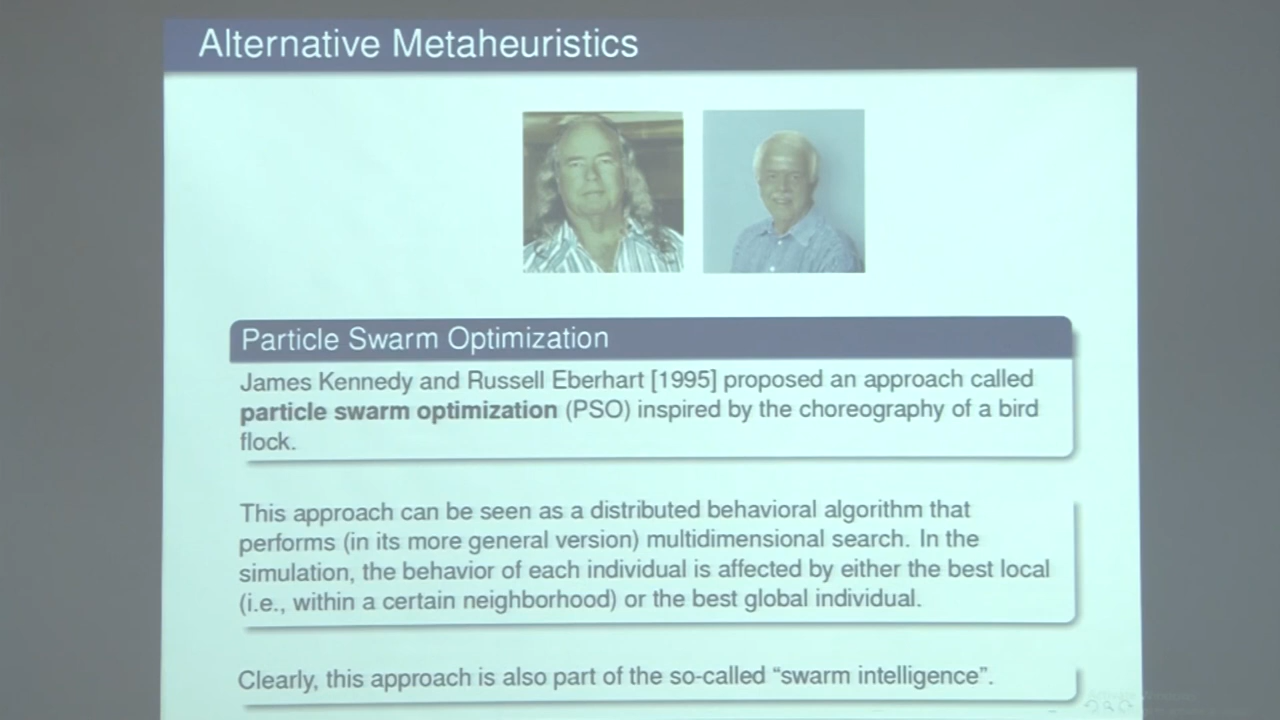 Alternative Metaheuristics
Particle Swarm Optimization
James Kennedy and Russell Eberhart [1995] proposed an approach called
particle swarm optimization (PSO) inspired by the choreography of a bird
flock.
This approach can be seen as a distributed behavioral algorithm that
performs (in its more general version) multidimensional search. In the
simulation, the behavior of each individual is affected by either the best local
(i.e., within a certain neighborhood) or the best global individual.
Clearly, this approach is also part of the so-called “swarm intelligence”.